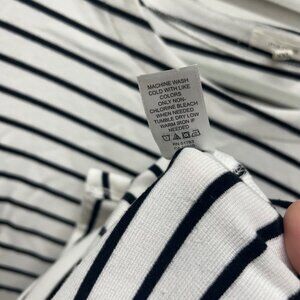 MACHINE WASH
COLD WITH LIKE
COLORS
ONLY NON-
CHLORINE BLEACH
WHEN NEEDED
TUMBLE DRY LOW
WARM IRON IF
NEEDED